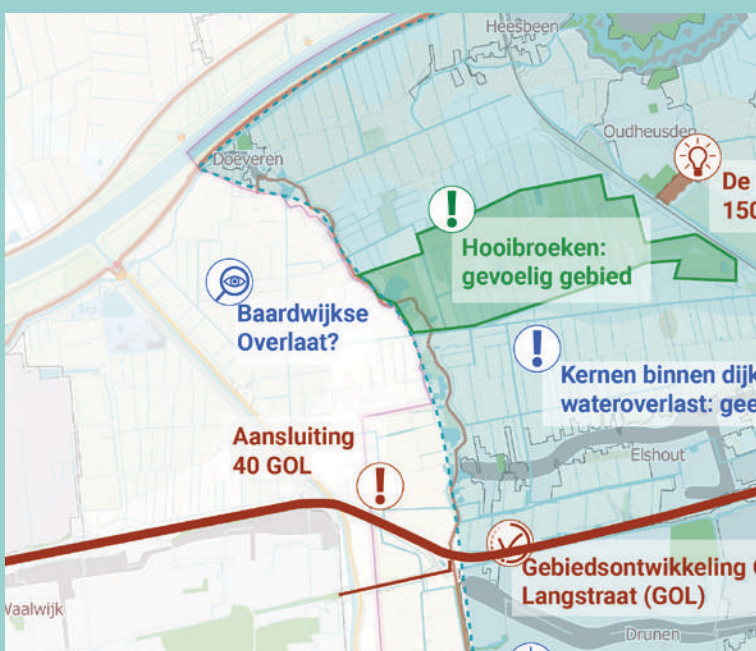 Heesbeen
Oudheusden
Doeveren
De
150
Hooibroeken:
gevoelig gebied
Baardwijkse
Overlaat?
Kernen binnen dijk
wateroverlast: gee
Aansluiting
40 GOL
Elshout
Gebiedsontwikkeling
Langstraat (GOL)
Waalwijk
Drunen